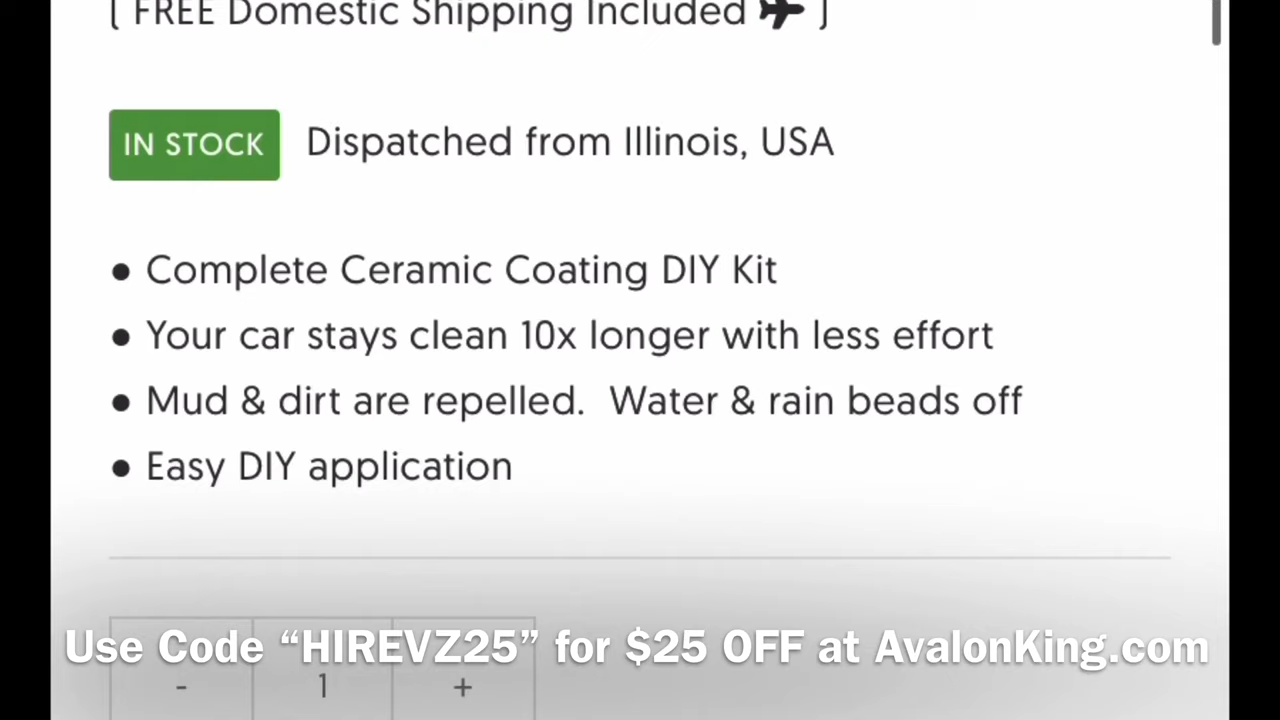 ( FREE Domestic Shipping Included ✈ )
IN STOCK Dispatched from Illinois, USA
● Complete Ceramic Coating DIY Kit
● Your car stays clean 10x longer with less effort
● Mud & dirt are repelled. Water & rain beads off
● Easy DIY application
Use Code “HIREVZ25” for $25 OFF at AvalonKing.com
- 1 +